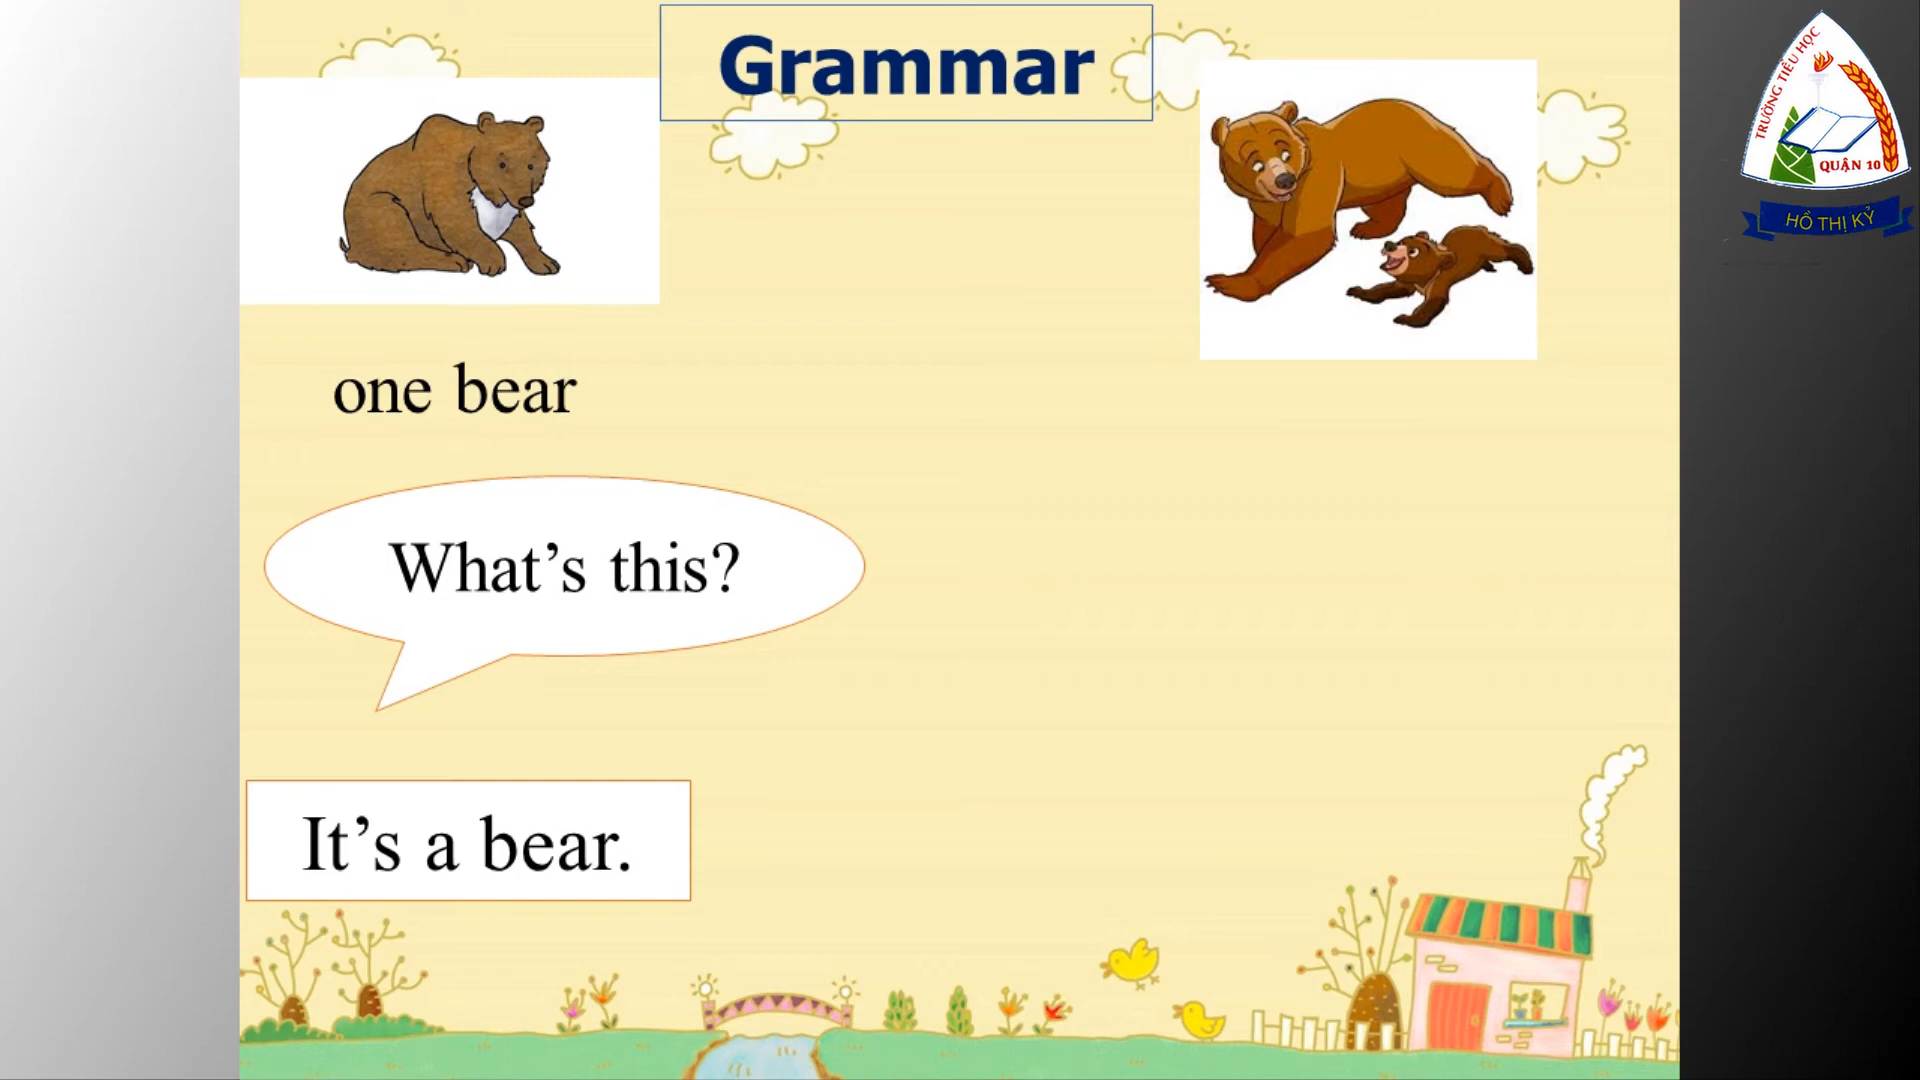 Grammar
one bear
What’s this?
It’s a bear.
TRƯỜNG TIỂU HỌC
QUẬN 10
HỒ THỊ KỶ